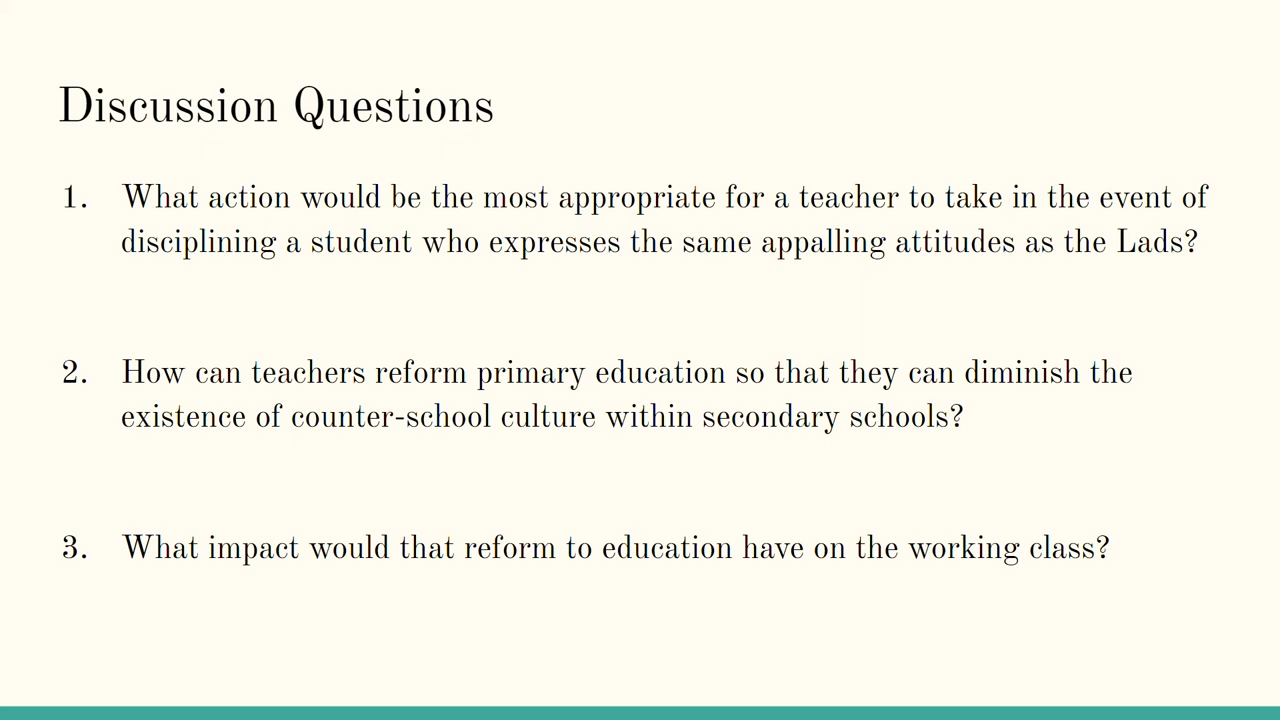 Discussion Questions
1. What action would be the most appropriate for a teacher to take in the event of
disciplining a student who expresses the same appalling attitudes as the Lads?
2. How can teachers reform primary education so that they can diminish the
existence of counter-school culture within secondary schools?
3. What impact would that reform to education have on the working class?